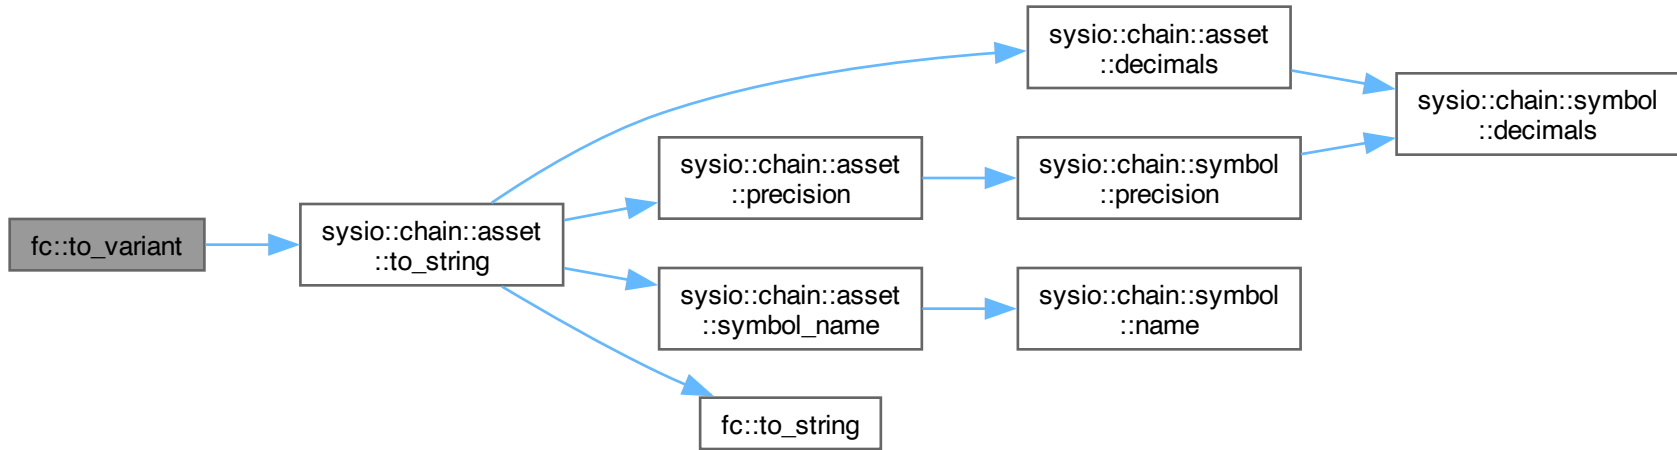 fc::to_variant
sysio::chain::asset
::to_string
sysio::chain::asset
::decimals
sysio::chain::symbol
::decimals
sysio::chain::asset
::precision
sysio::chain::symbol
::precision
sysio::chain::asset
::symbol_name
sysio::chain::symbol
::name
fc::to_string